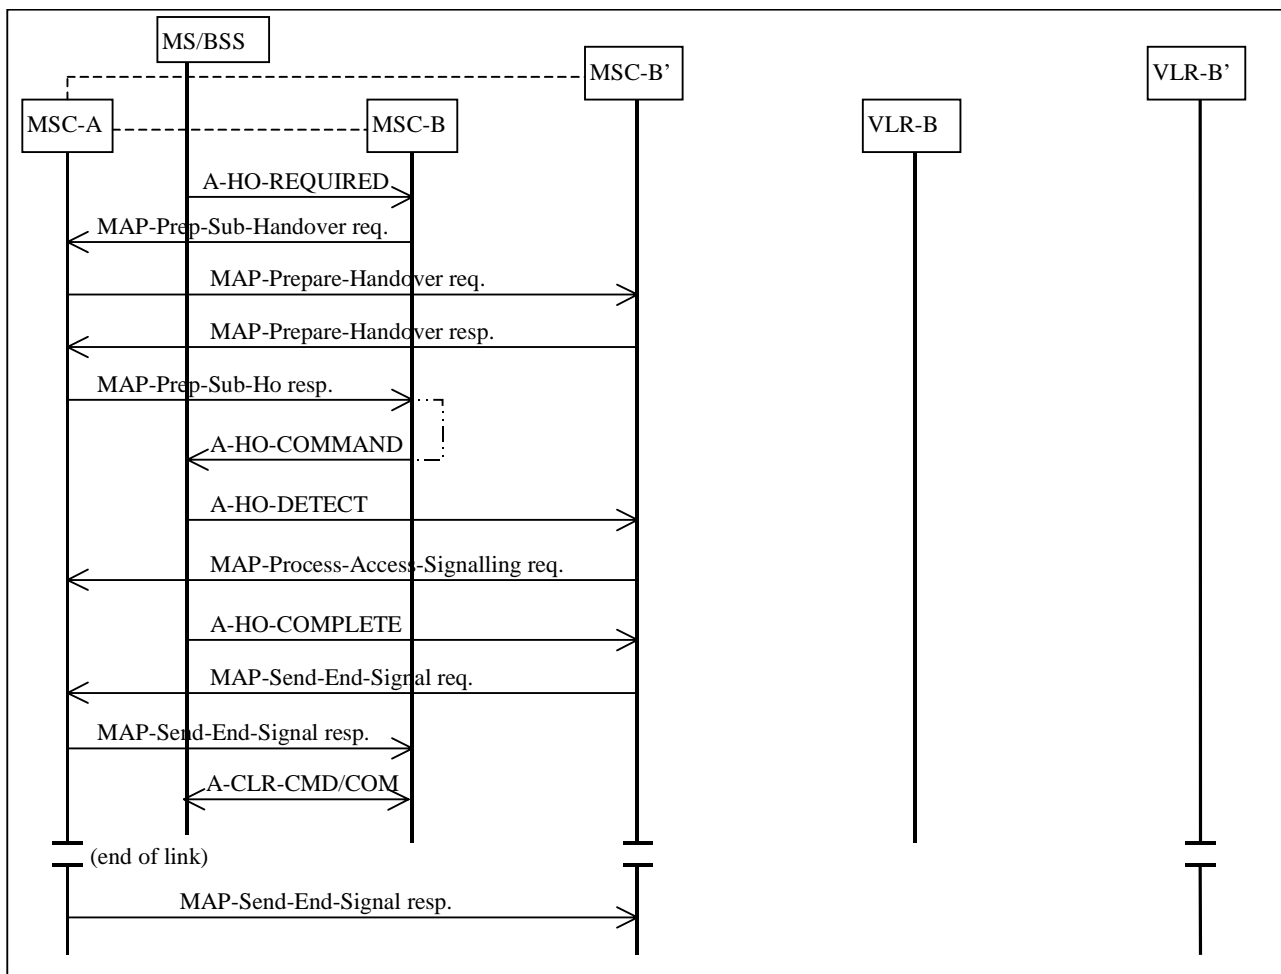 MS/BSS
MSC-B’
VLR-B’
MSC-A
MSC-B
VLR-B
A-HO-REQUIRED
MAP-Prep-Sub-Handover req.
MAP-Prepare-Handover req.
MAP-Prepare-Handover resp.
MAP-Prep-Sub-Ho resp.
A-HO-COMMAND
A-HO-DETECT
MAP-Process-Access-Signalling req.
A-HO-COMPLETE
MAP-Send-End-Signal req.
MAP-Send-End-Signal resp.
A-CLR-CMD/COM
(end of link)
MAP-Send-End-Signal resp.